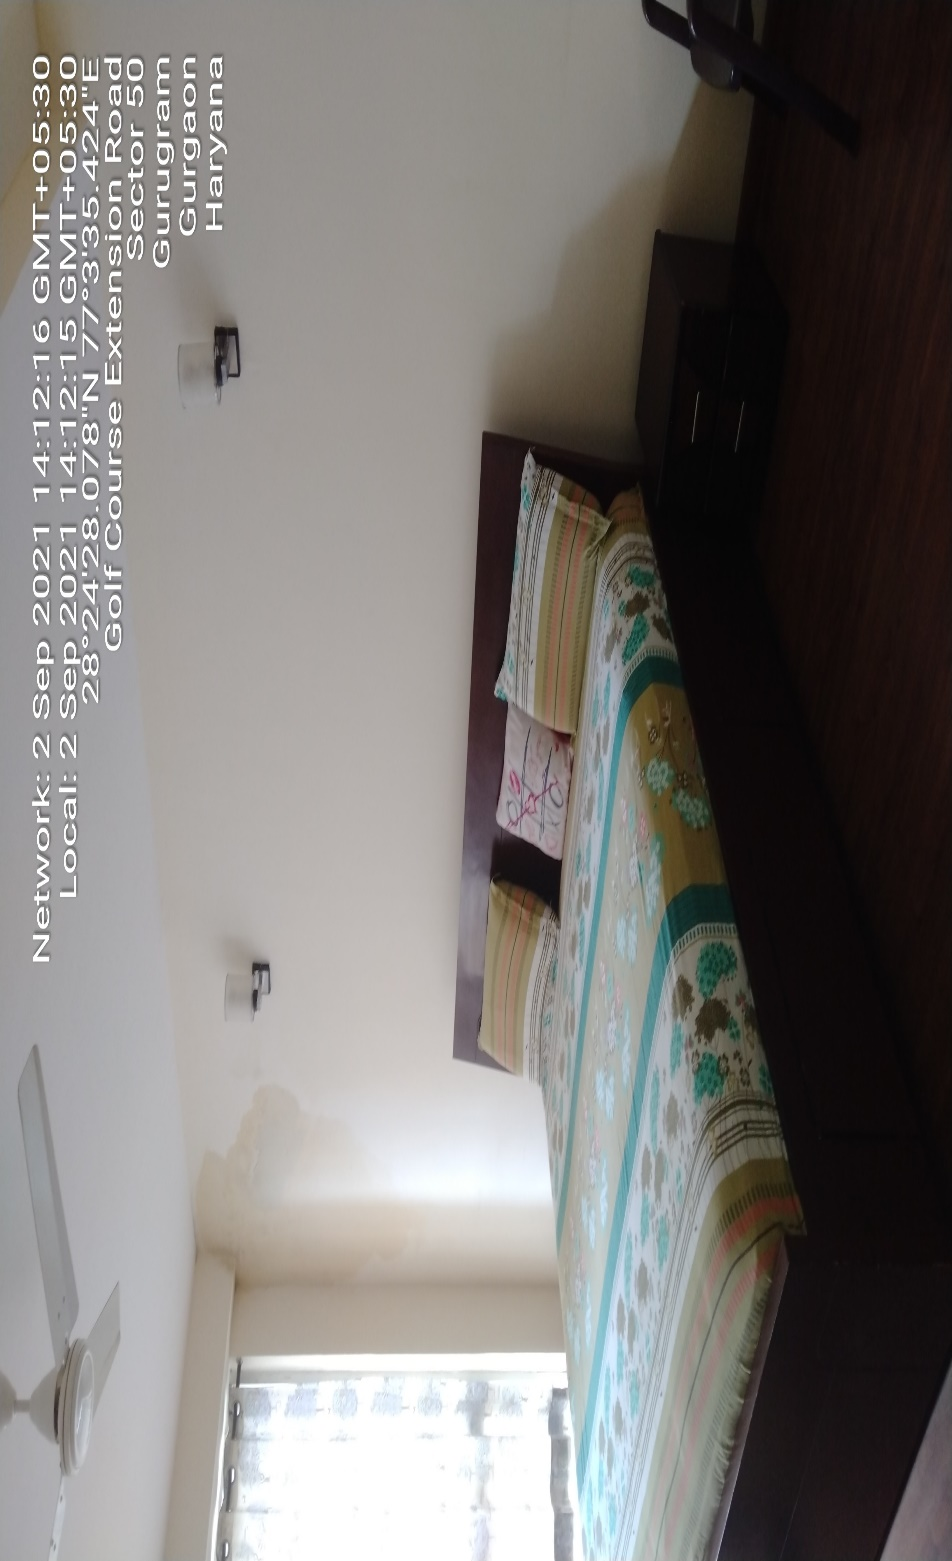 Network: 2 Sep 2021 14:12:16 GMT+05:30
Local: 2 Sep 2021 14:12:15 GMT+05:30
28°24'28.078"N 77°3'35.424"E
Golf Course Extension Road
Sector 50
Gurugram
Gurgaon
Haryana